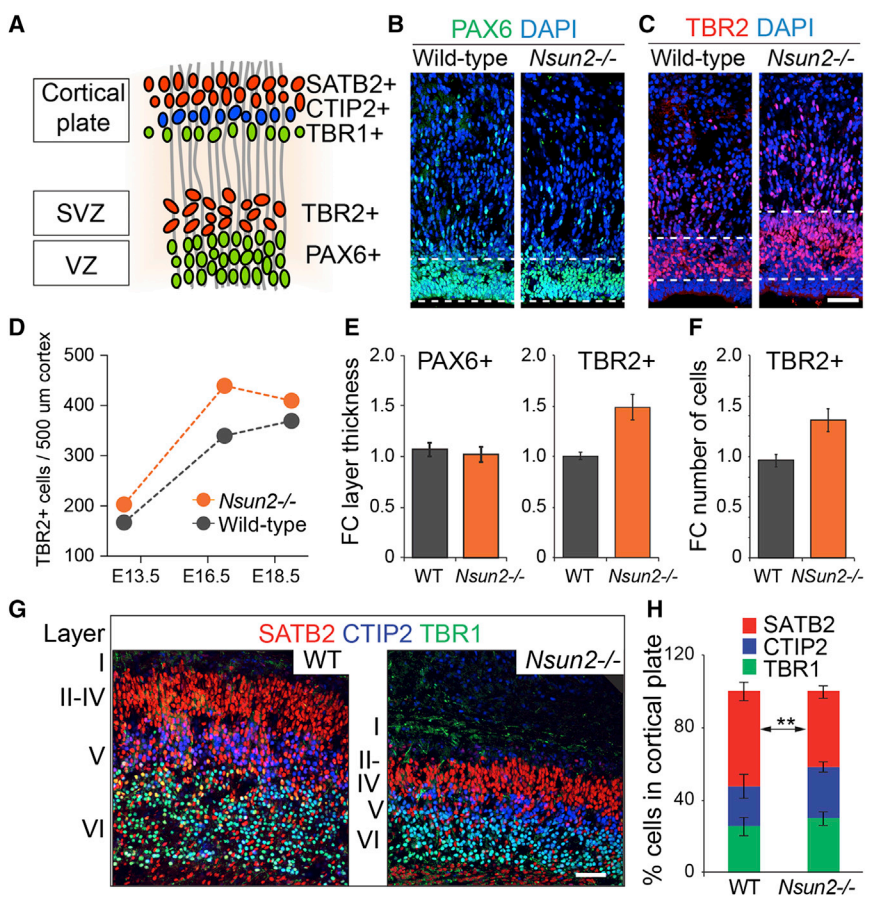 A
Cortical
plate
SATB2+
CTIP2+
TBR1+
SVZ
TBR2+
VZ
PAX6+
B
PAX6 DAPI
Wild-type Nsun2-/-
C
TBR2 DAPI
Wild-type Nsun2-/-
D
TBR2+ cells / 500 um cortex
500
400
300
200
100
Nsun2-/-
Wild-type
E13.5 E16.5 E18.5
E
FC layer thickness
PAX6+
2.0
1.5
1.0
0.5
0
WT Nsun2-/-
TBR2+
2.0
1.5
1.0
0.5
0
WT Nsun2-/-
F
FC number of cells
TBR2+
2.0
1.5
1.0
0.5
0
WT NSun2-/-
G
Layer
SATB2 CTIP2 TBR1
WT
I
II-IV
V
VI
Nsun2-/-
I
II-
IV
V
VI
H
SATB2
CTIP2
TBR1
% cells in cortical plate
120
80
40
0
**
WT Nsun2-/-